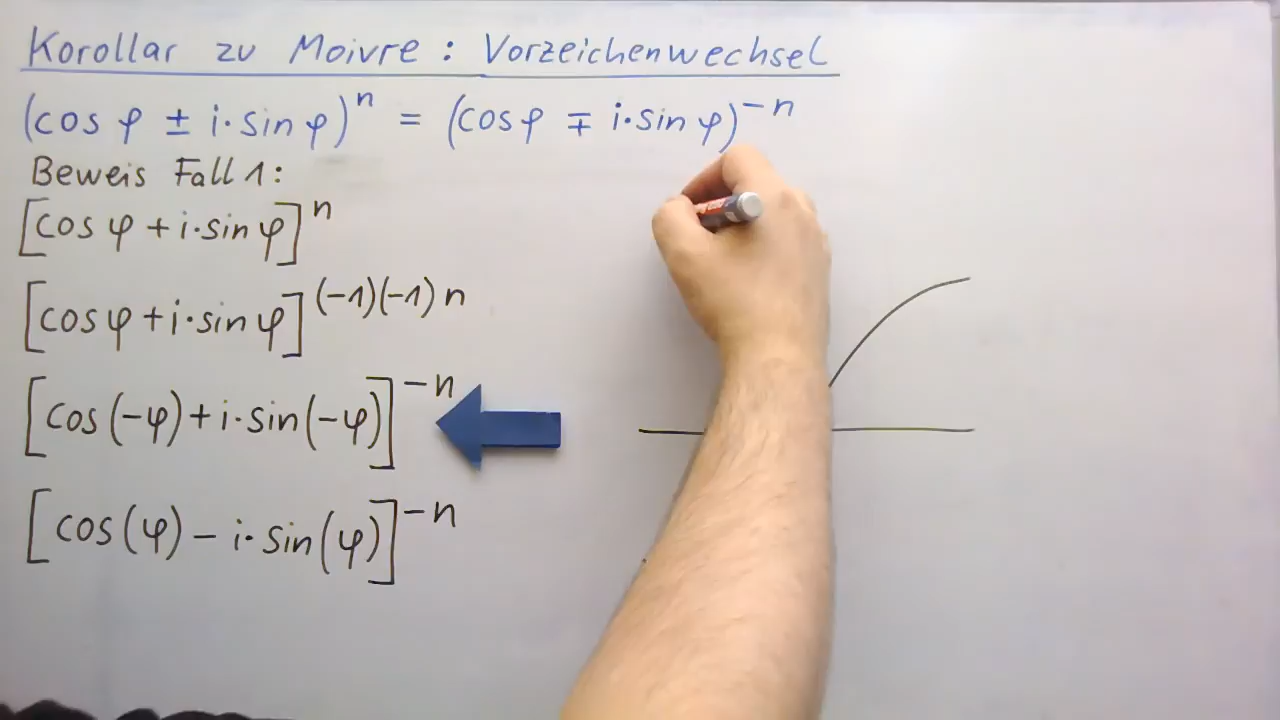 Korollar zu Moivre : Vorzeichenwechsel
(cos φ ± i·sin φ)^n = (cos φ ∓ i·sin φ)^-n
Beweis Fall 1:
[cos φ + i·sin φ]^n
[cos φ + i·sin φ]^(-1)(-1) n
[cos(-φ) + i·sin(-φ)]^-n
[cos(φ) - i·sin(φ)]^-n